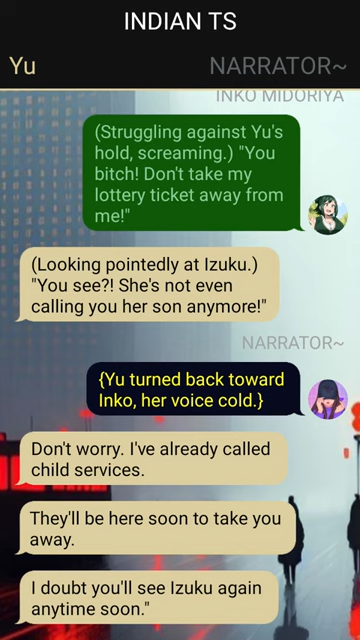 INDIAN TS
Yu
NARRATOR~
INKO MIDORIYA
(Struggling against Yu's
hold, screaming.) "You
bitch! Don't take my
lottery ticket away from
me!"
(Looking pointedly at Izuku.)
"You see?! She's not even
calling you her son anymore!"
NARRATOR~
{Yu turned back toward
Inko, her voice cold.}
Don't worry. I've already called
child services.
They'll be here soon to take you
away.
I doubt you'll see Izuku again
anytime soon."